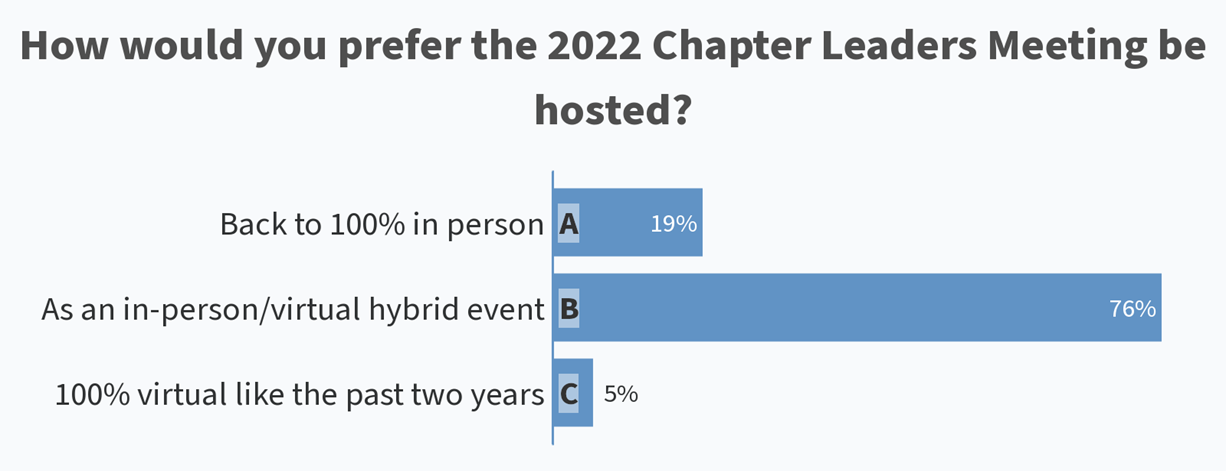 How would you prefer the 2022 Chapter Leaders Meeting be
hosted?
Back to 100% in person A 19%
As an in-person/virtual hybrid event B 76%
100% virtual like the past two years C 5%